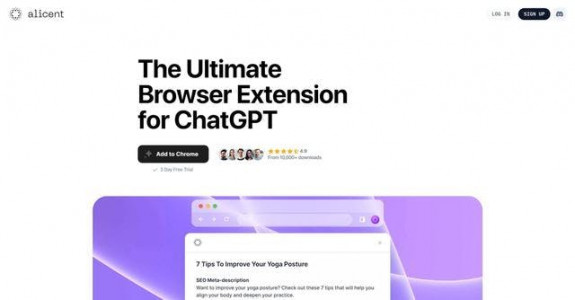 alicent
LOG IN
SIGN UP
The Ultimate
Browser Extension
for ChatGPT
Add to Chrome
4.9
From 10,000+ downloads
3 Day Free Trial
7 Tips To Improve Your Yoga Posture
SEO Meta-description
Want to improve your yoga posture? Check out these 7 tips that will help you
align your body and deepen your practice.